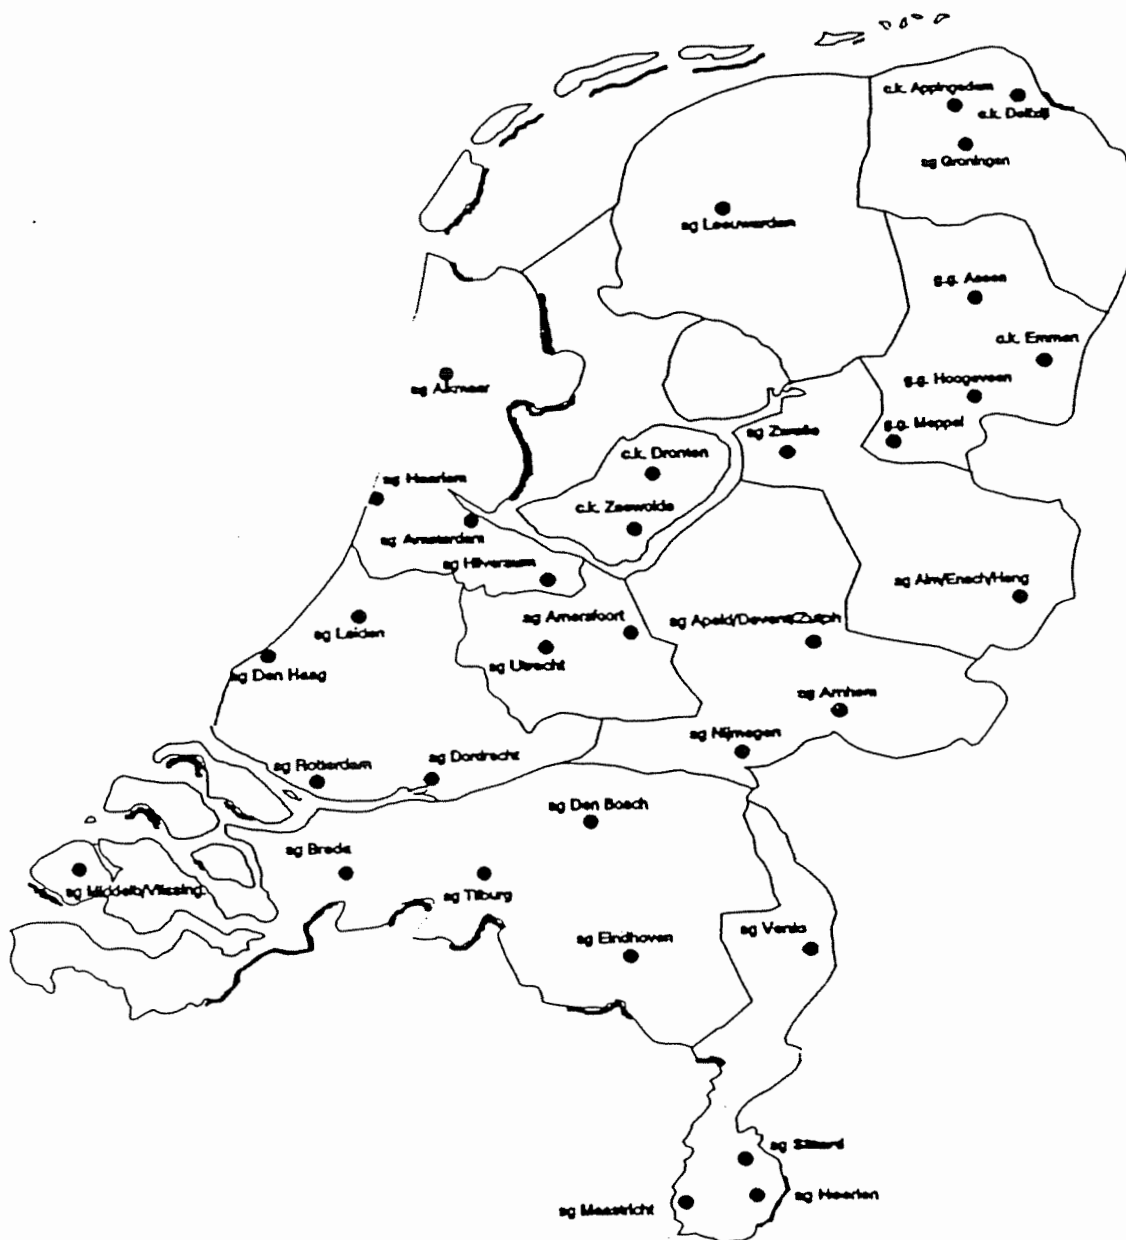 c.k. Appingedam
c.k. Delfzijl
sg Groningen
sg Leeuwarden
g.g. Assen
c.k. Emmen
sg Alkmaar
g.g. Hoogeveen
g.g. Meppel
sg Zwolle
c.k. Dronten
sg Haarlem
c.k. Zeewolde
sg Amsterdam
sg Hilversum
sg Alm/Ensch/Heng
sg Amersfoort
sg Apeld/Devent/Zutph
sg Leiden
sg Utrecht
sg Den Haag
sg Arnhem
sg Nijmegen
sg Rotterdam
sg Dordrecht
sg Den Bosch
sg Breda
sg Middelb/Vlissing.
sg Tilburg
sg Eindhoven
sg Venlo
sg Sittard
sg Heerlen
sg Maastricht